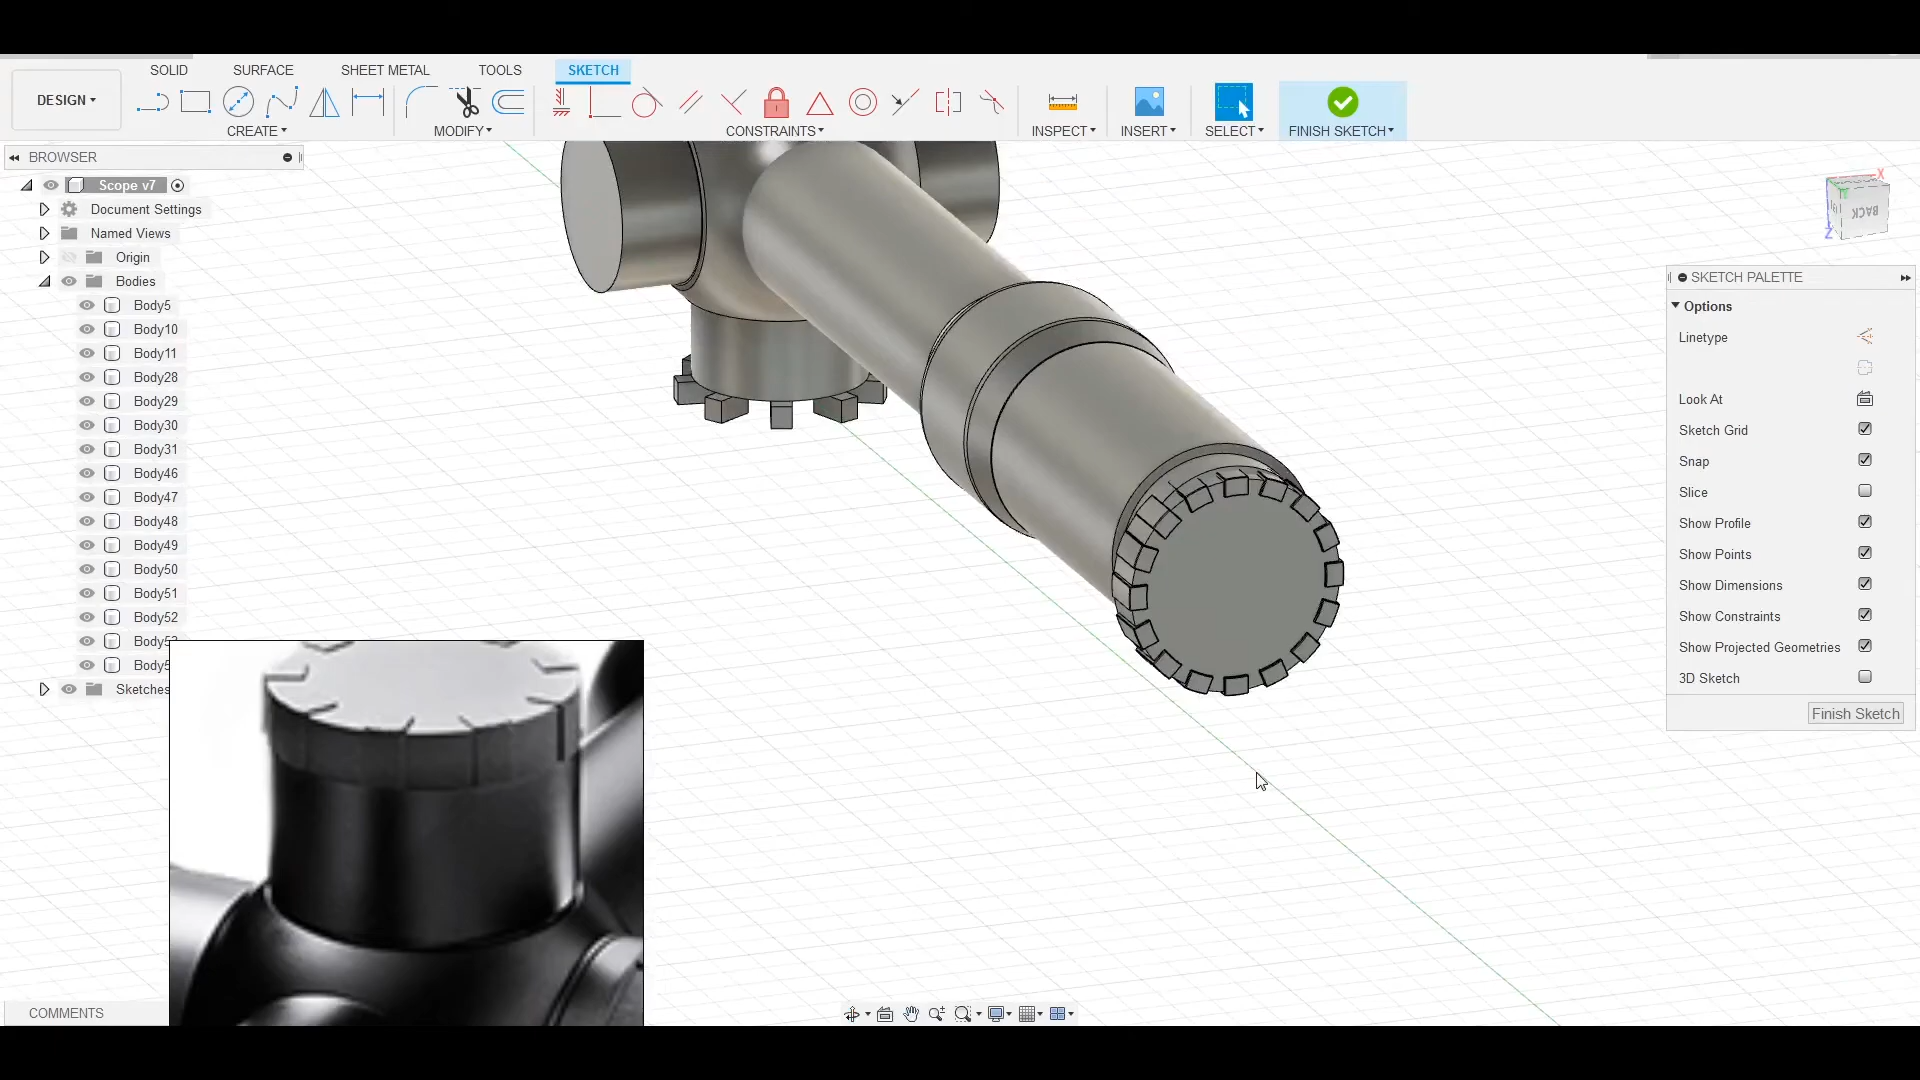 SOLID SURFACE SHEET METAL TOOLS SKETCH
DESIGN
CREATE MODIFY CONSTRAINTS INSPECT INSERT SELECT FINISH SKETCH
BROWSER
Scope v7
Document Settings
Named Views
Origin
Bodies
Body5
Body10
Body11
Body28
Body29
Body30
Body31
Body46
Body47
Body48
Body49
Body50
Body51
Body52
Sketches
X
Z
BACK
SKETCH PALETTE
Options
Linetype
Look At
Sketch Grid
Snap
Slice
Show Profile
Show Points
Show Dimensions
Show Constraints
Show Projected Geometries
3D Sketch
Finish Sketch
COMMENTS